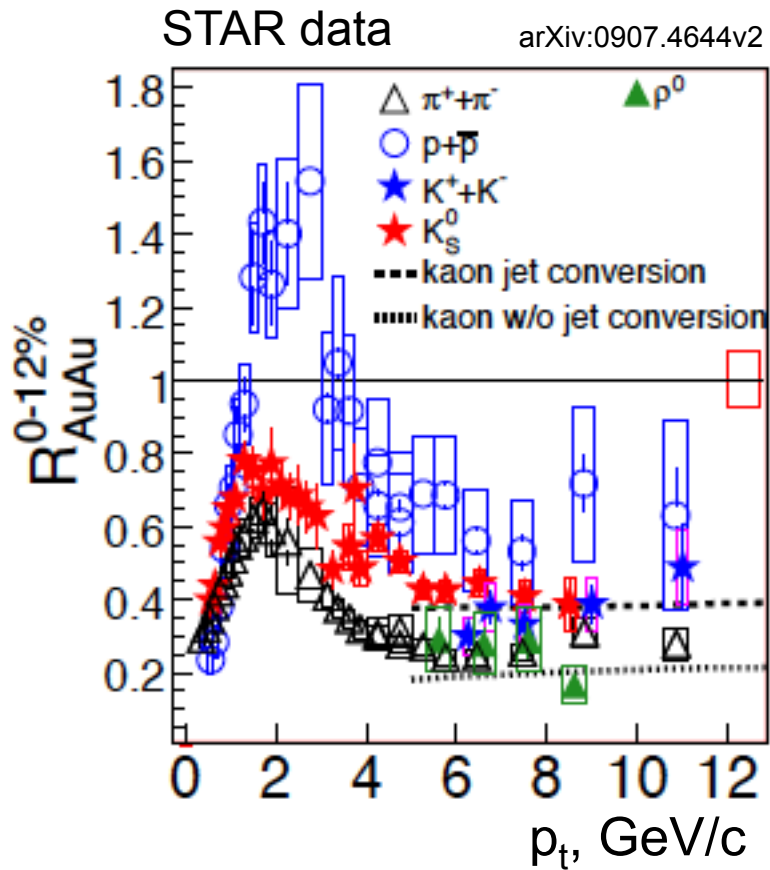 STAR data arXiv:0907.4644v2
π⁺+π⁻ ρ⁰
p+p̅
K⁺+K⁻
K⁰S
kaon jet conversion
kaon w/o jet conversion
R⁰⁻¹²%AuAu
1.8
1.6
1.4
1.2
1
0.8
0.6
0.4
0.2
0 2 4 6 8 10 12
pt, GeV/c